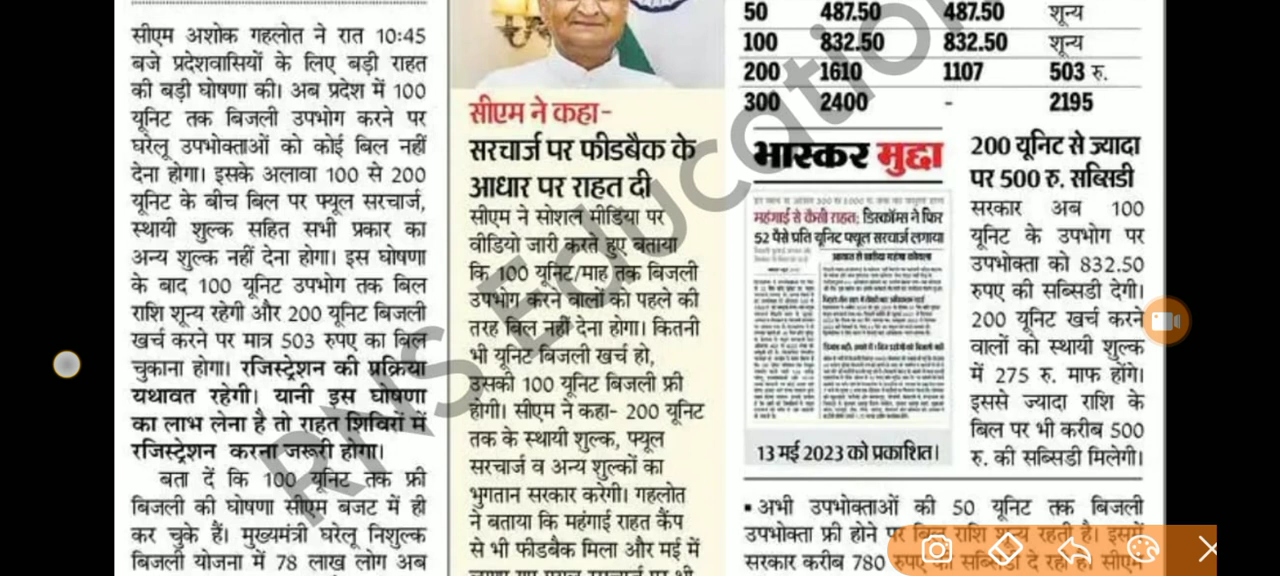 सीएम अशोक गहलोत ने रात 10:45
बजे प्रदेशवासियों के लिए बड़ी राहत
की बड़ी घोषणा की। अब प्रदेश में 100
यूनिट तक बिजली उपभोग करने पर
घरेलू उपभोक्ताओं को कोई बिल नहीं
देना होगा। इसके अलावा 100 से 200
यूनिट के बीच बिल पर फ्यूल सरचार्ज,
स्थायी शुल्क सहित सभी प्रकार का
अन्य शुल्क नहीं देना होगा। इस घोषणा
के बाद 100 यूनिट उपभोग तक बिल
राशि शून्य रहेगी और 200 यूनिट बिजली
खर्च करने पर मात्र 503 रुपए का बिल
चुकाना होगा। रजिस्ट्रेशन की प्रक्रिया
यथावत रहेगी। यानी इस घोषणा
का लाभ लेना है तो राहत शिविरों में
रजिस्ट्रेशन करना जरूरी होगा।
बता दें कि 100 यूनिट तक फ्री
बिजली की घोषणा सीएम बजट में ही
कर चुके हैं। मुख्यमंत्री घरेलू निशुल्क
बिजली योजना में 78 लाख लोग अब
सीएम ने कहा-
सरचार्ज पर फीडबैक के
आधार पर राहत दी
सीएम ने सोशल मीडिया पर
वीडियो जारी करते हुए बताया
कि 100 यूनिट/माह तक बिजली
उपभोग करने वालों को पहले की
तरह बिल नहीं देना होगा। कितनी
भी यूनिट बिजली खर्च हो,
उसकी 100 यूनिट बिजली फ्री
होगी। सीएम ने कहा- 200 यूनिट
तक के स्थायी शुल्क, फ्यूल
सरचार्ज व अन्य शुल्कों का
भुगतान सरकार करेगी। गहलोत
ने बताया कि महंगाई राहत कैंप
से भी फीडबैक मिला और मई में
50 487.50 487.50 शून्य
100 832.50 832.50 शून्य
200 1610 1107 503 रु.
300 2400 - 2195
भास्कर मुद्दा
महंगाई से कैसी राहत; डिस्कॉम्स ने फिर
52 पैसे प्रति यूनिट फ्यूल सरचार्ज लगाया
13 मई 2023 को प्रकाशित।
200 यूनिट से ज्यादा
पर 500 रु. सब्सिडी
सरकार अब 100
यूनिट के उपभोग पर
उपभोक्ता को 832.50
रुपए की सब्सिडी देगी।
200 यूनिट खर्च करने
वालों को स्थायी शुल्क
में 275 रु. माफ होंगे।
इससे ज्यादा राशि के
बिल पर भी करीब 500
रु. की सब्सिडी मिलेगी।
▪ अभी उपभोक्ताओं की 50 यूनिट तक बिजली
उपभोक्ता फ्री होने पर बिल राशि शून्य रहती है। इसमें
सरकार करीब 780 रुपए की सब्सिडी दे रही है। सीएम
RNS Education